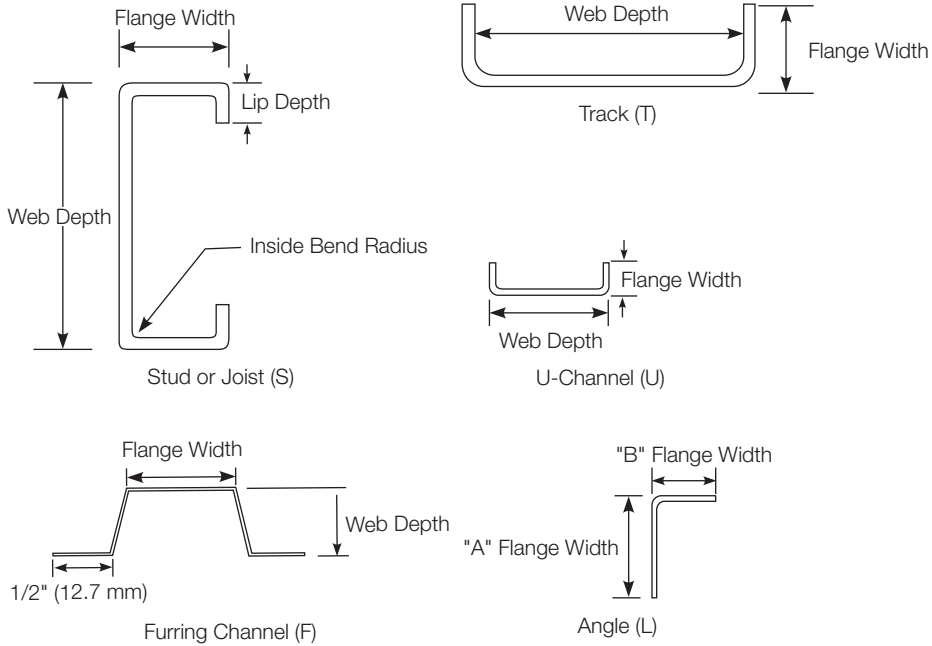 Flange Width
Lip Depth
Web Depth
Inside Bend Radius
Stud or Joist (S)
Web Depth
Flange Width
Track (T)
Flange Width
Web Depth
U-Channel (U)
Flange Width
Web Depth
1/2" (12.7 mm)
Furring Channel (F)
"B" Flange Width
"A" Flange Width
Angle (L)